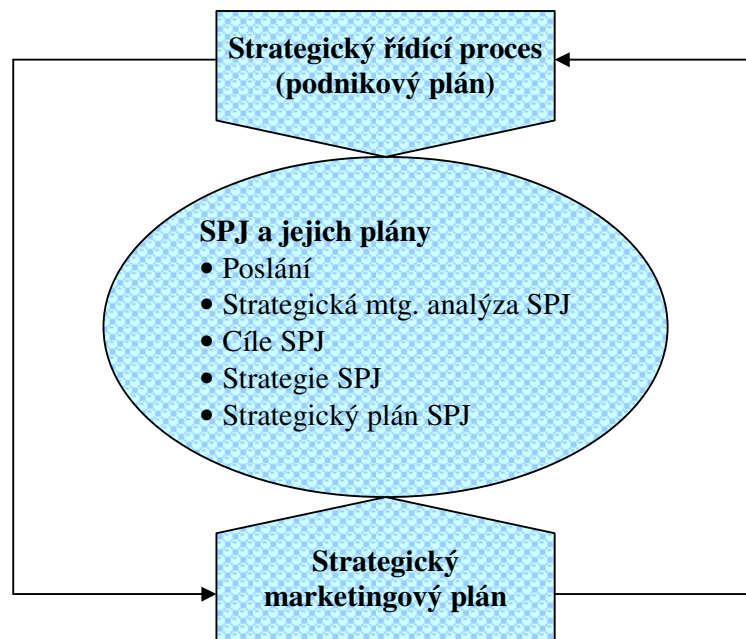 Strategický řídící proces
(podnikový plán)
SPJ a jejich plány
• Poslání
• Strategická mtg. analýza SPJ
• Cíle SPJ
• Strategie SPJ
• Strategický plán SPJ
Strategický
marketingový plán